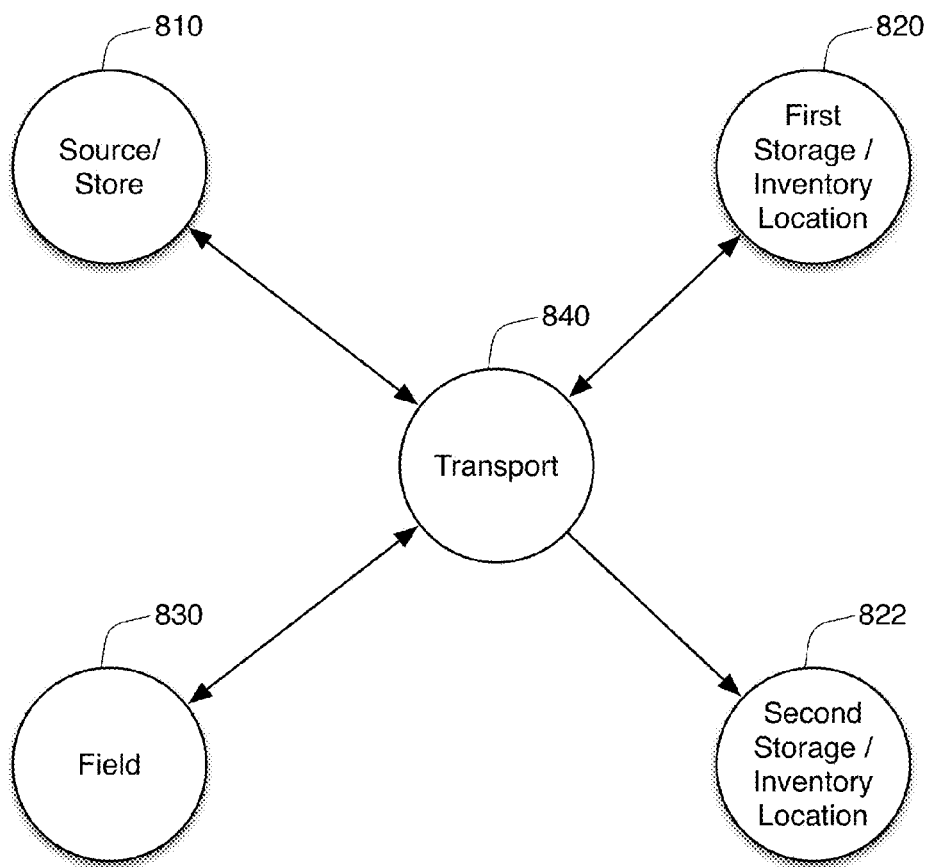 810
820
Source/
Store
First
Storage /
Inventory
Location
840
Transport
830
822
Field
Second
Storage /
Inventory
Location